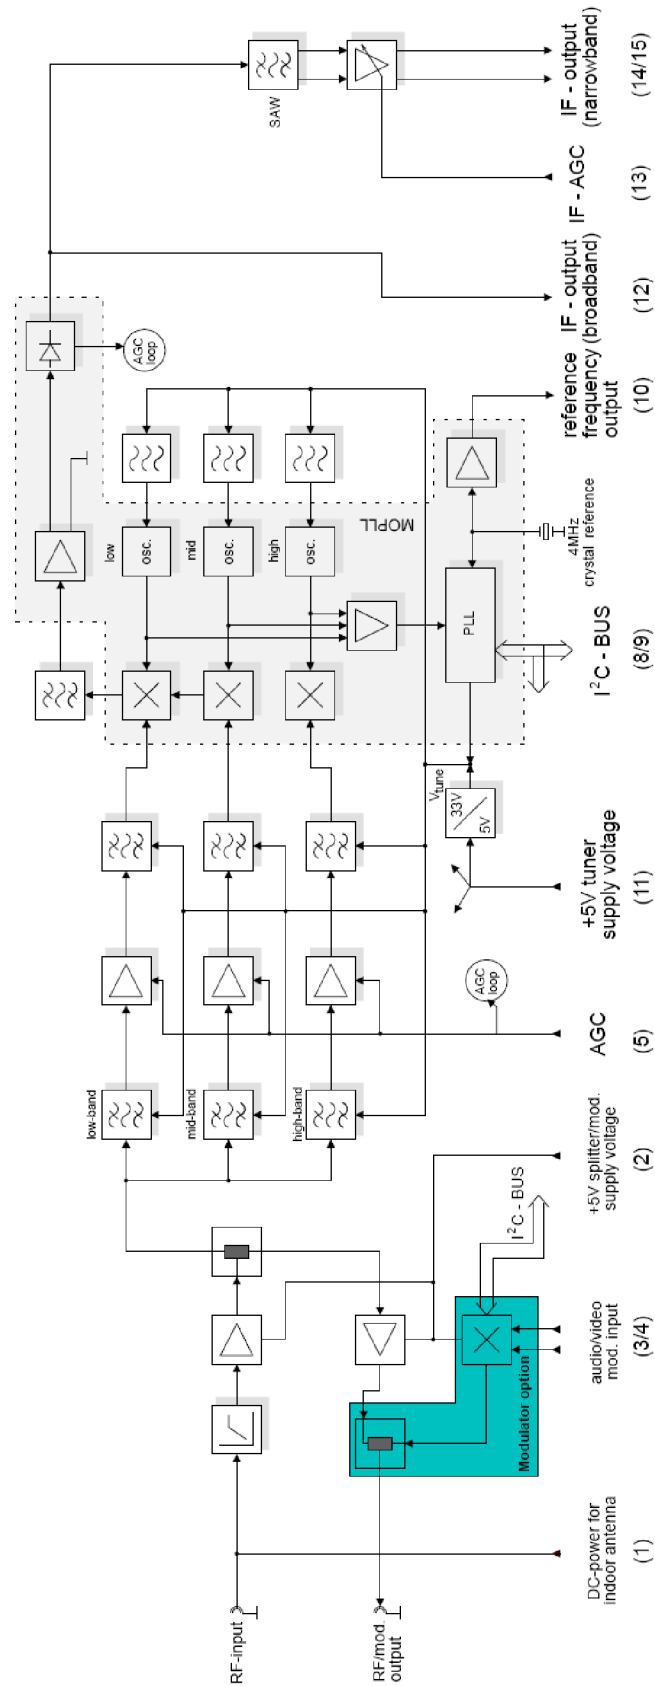 RF-input
RF/mod.
output
DC-power for
indoor antenna
(1)
Modulator option
audio/video
mod. input
(3/4)
I²C - BUS
+5V splitter/mod.
supply voltage
(2)
low-band
mid-band
high-band
AGC
loop
AGC
(5)
+5V tuner
supply voltage
(11)
Vtune
33V
5V
PLL
I²C - BUS
(8/9)
4MHz
crystal reference
MOPLL
low
osc.
mid
osc.
high
osc.
AGC
loop
reference
frequency
output
(10)
IF - output
(broadband)
(12)
IF - AGC
(13)
SAW
IF - output
(narrowband)
(14/15)